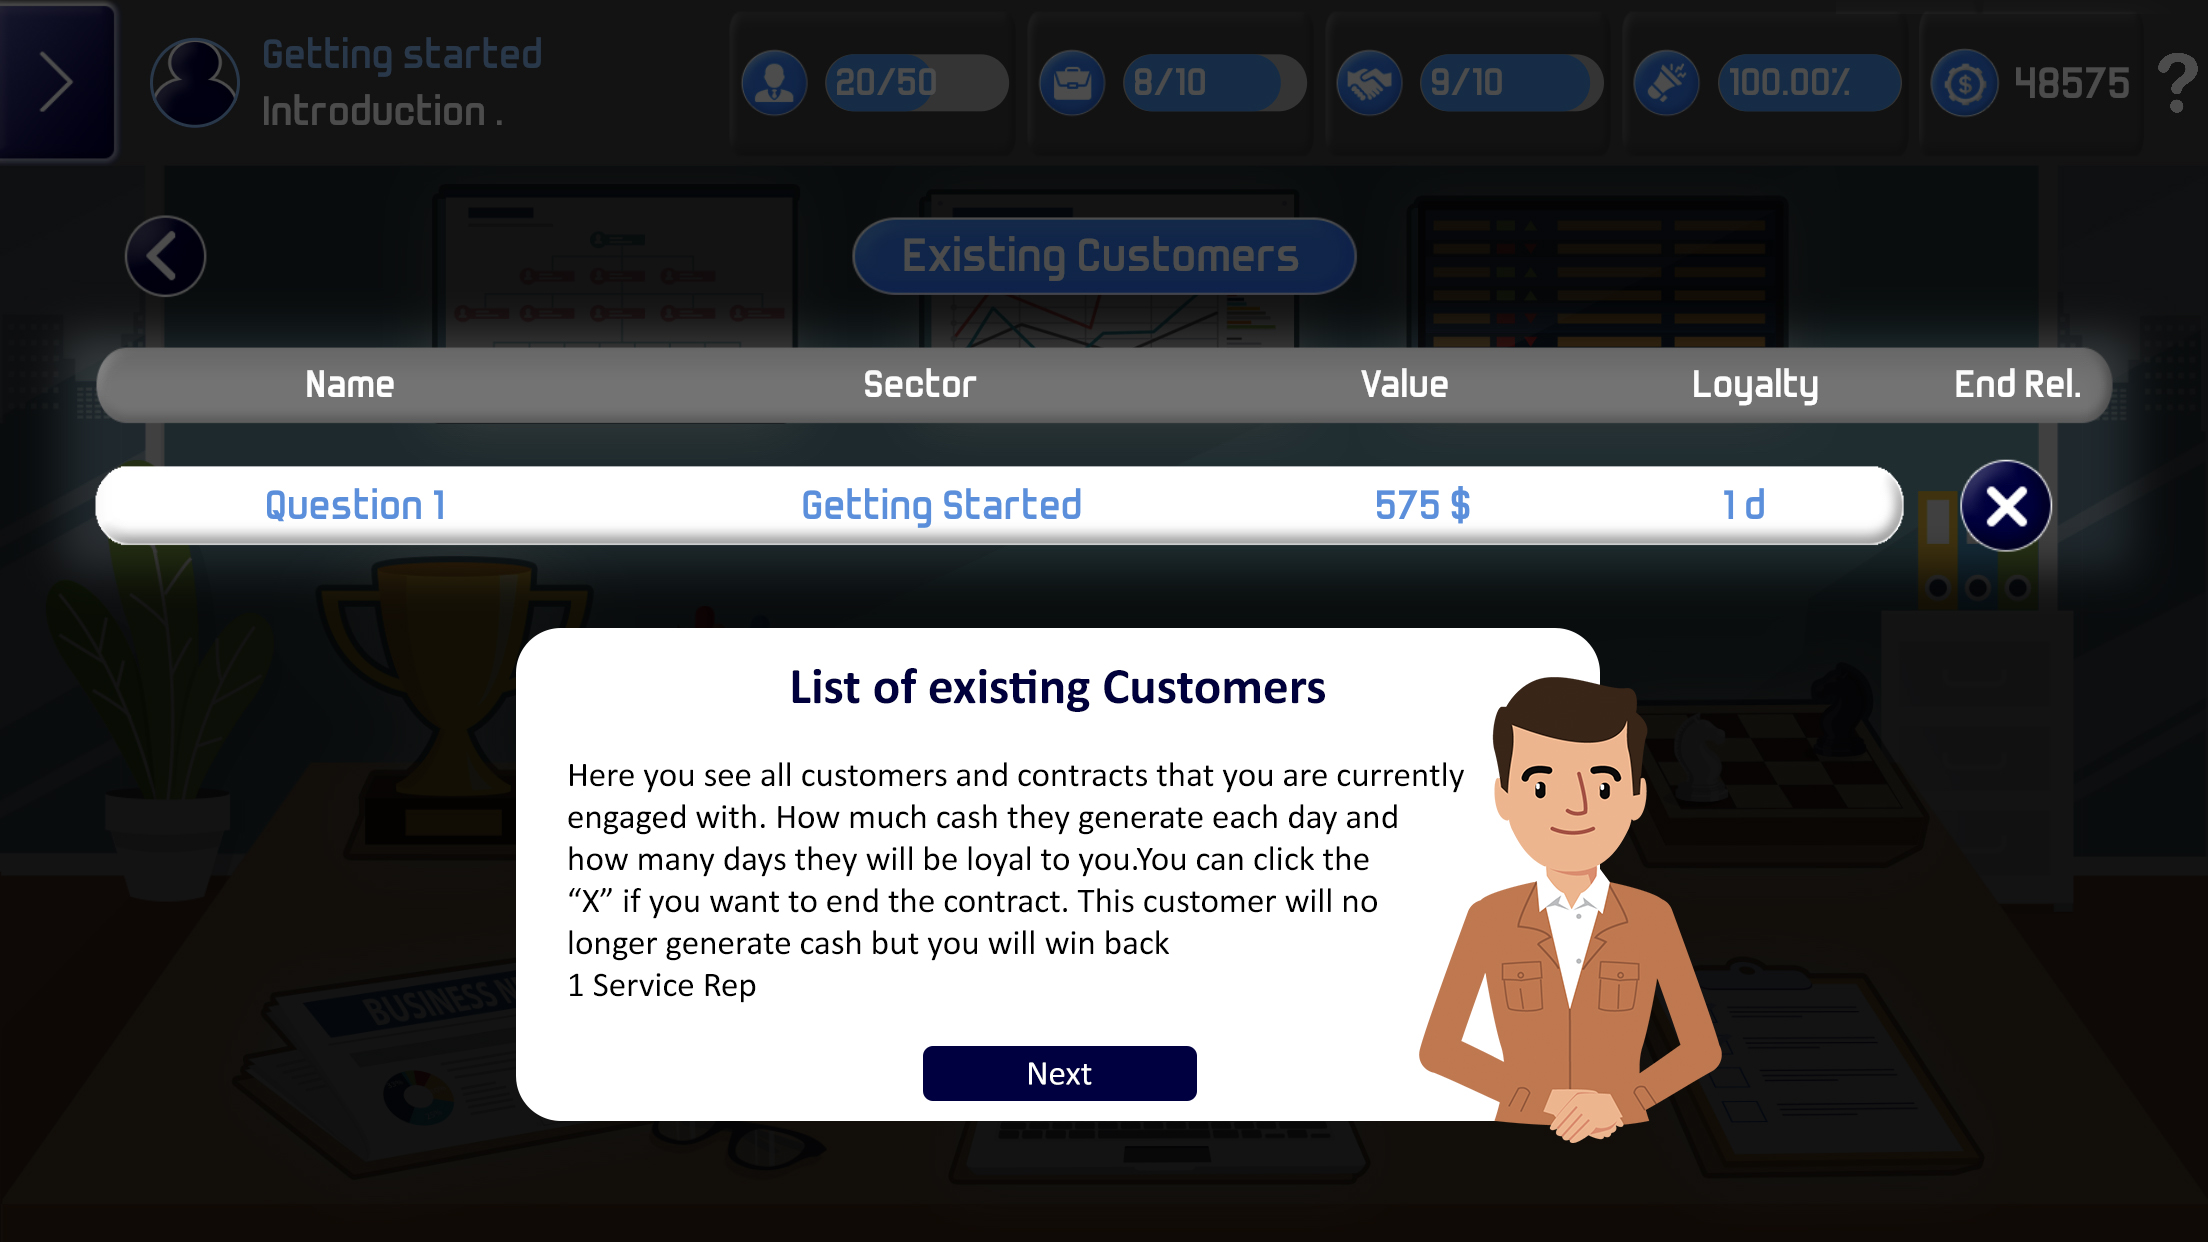 Getting started
Introduction .
20/50
8/10
9/10
100.00%
48575
?
Existing Customers
Name Sector Value Loyalty End Rel.
Question 1 Getting Started 575 $ 1 d
List of existing Customers
Here you see all customers and contracts that you are currently
engaged with. How much cash they generate each day and
how many days they will be loyal to you.You can click the
“X” if you want to end the contract. This customer will no
longer generate cash but you will win back
1 Service Rep
Next
BUSINESS